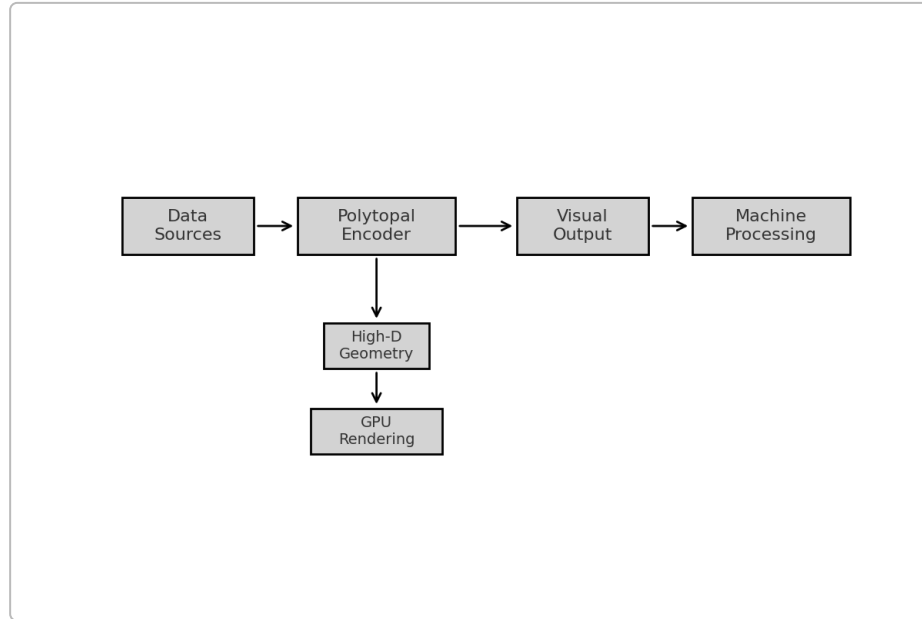 Data
Sources
Polytopal
Encoder
Visual
Output
Machine
Processing
High-D
Geometry
GPU
Rendering